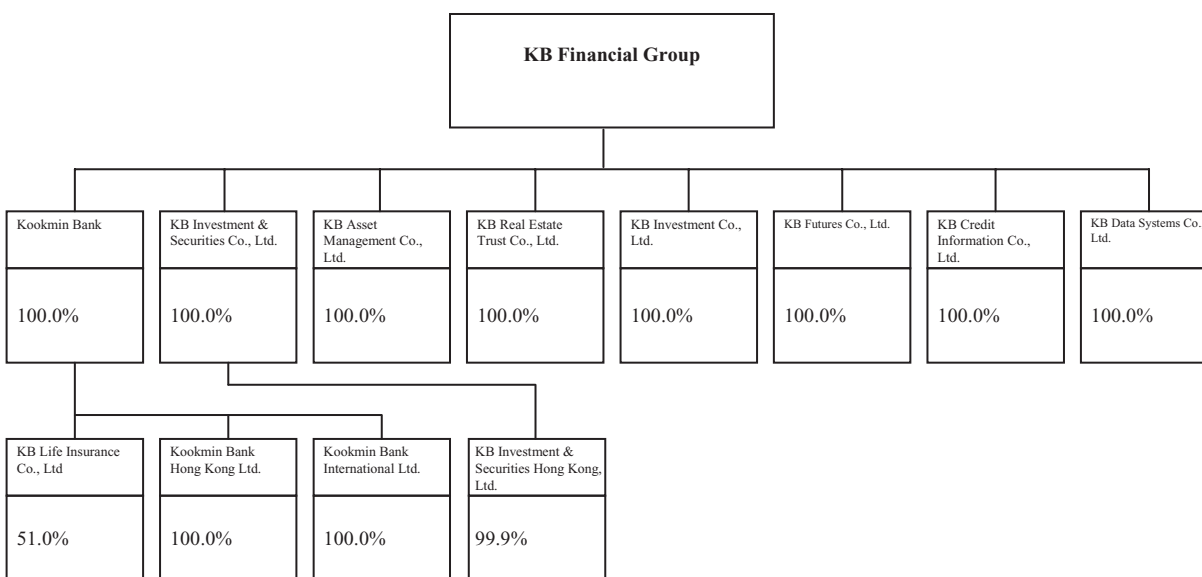 KB Financial Group
Kookmin Bank
100.0%
KB Investment &
Securities Co., Ltd.
100.0%
KB Asset
Management Co.,
Ltd.
100.0%
KB Real Estate
Trust Co., Ltd.
100.0%
KB Investment Co.,
Ltd.
100.0%
KB Futures Co., Ltd.
100.0%
KB Credit
Information Co.,
Ltd.
100.0%
KB Data Systems Co.
Ltd.
100.0%
KB Life Insurance
Co., Ltd
51.0%
Kookmin Bank
Hong Kong Ltd.
100.0%
Kookmin Bank
International Ltd.
100.0%
KB Investment &
Securities Hong Kong,
Ltd.
99.9%